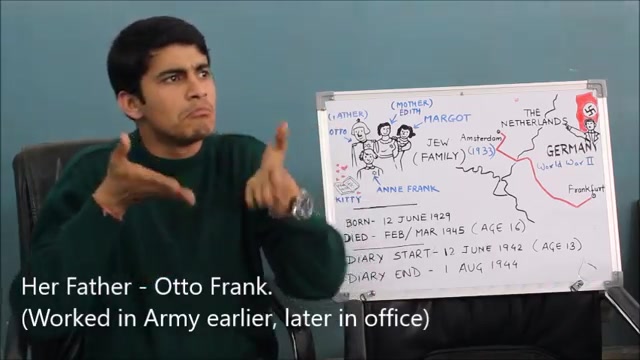 (FATHER)
OTTO
(MOTHER)
EDITH
MARGOT
JEW
(FAMILY)
ANNE FRANK
KITTY
THE
NETHERLANDS
Amsterdam
(1933)
GERMANY
World War II
Frankfurt
BORN- 12 JUNE 1929
DIED - FEB/MAR 1945 (AGE 16)
DIARY START- 12 JUNE 1942 (AGE 13)
DIARY END - 1 AUG 1944
Her Father - Otto Frank.
(Worked in Army earlier, later in office)